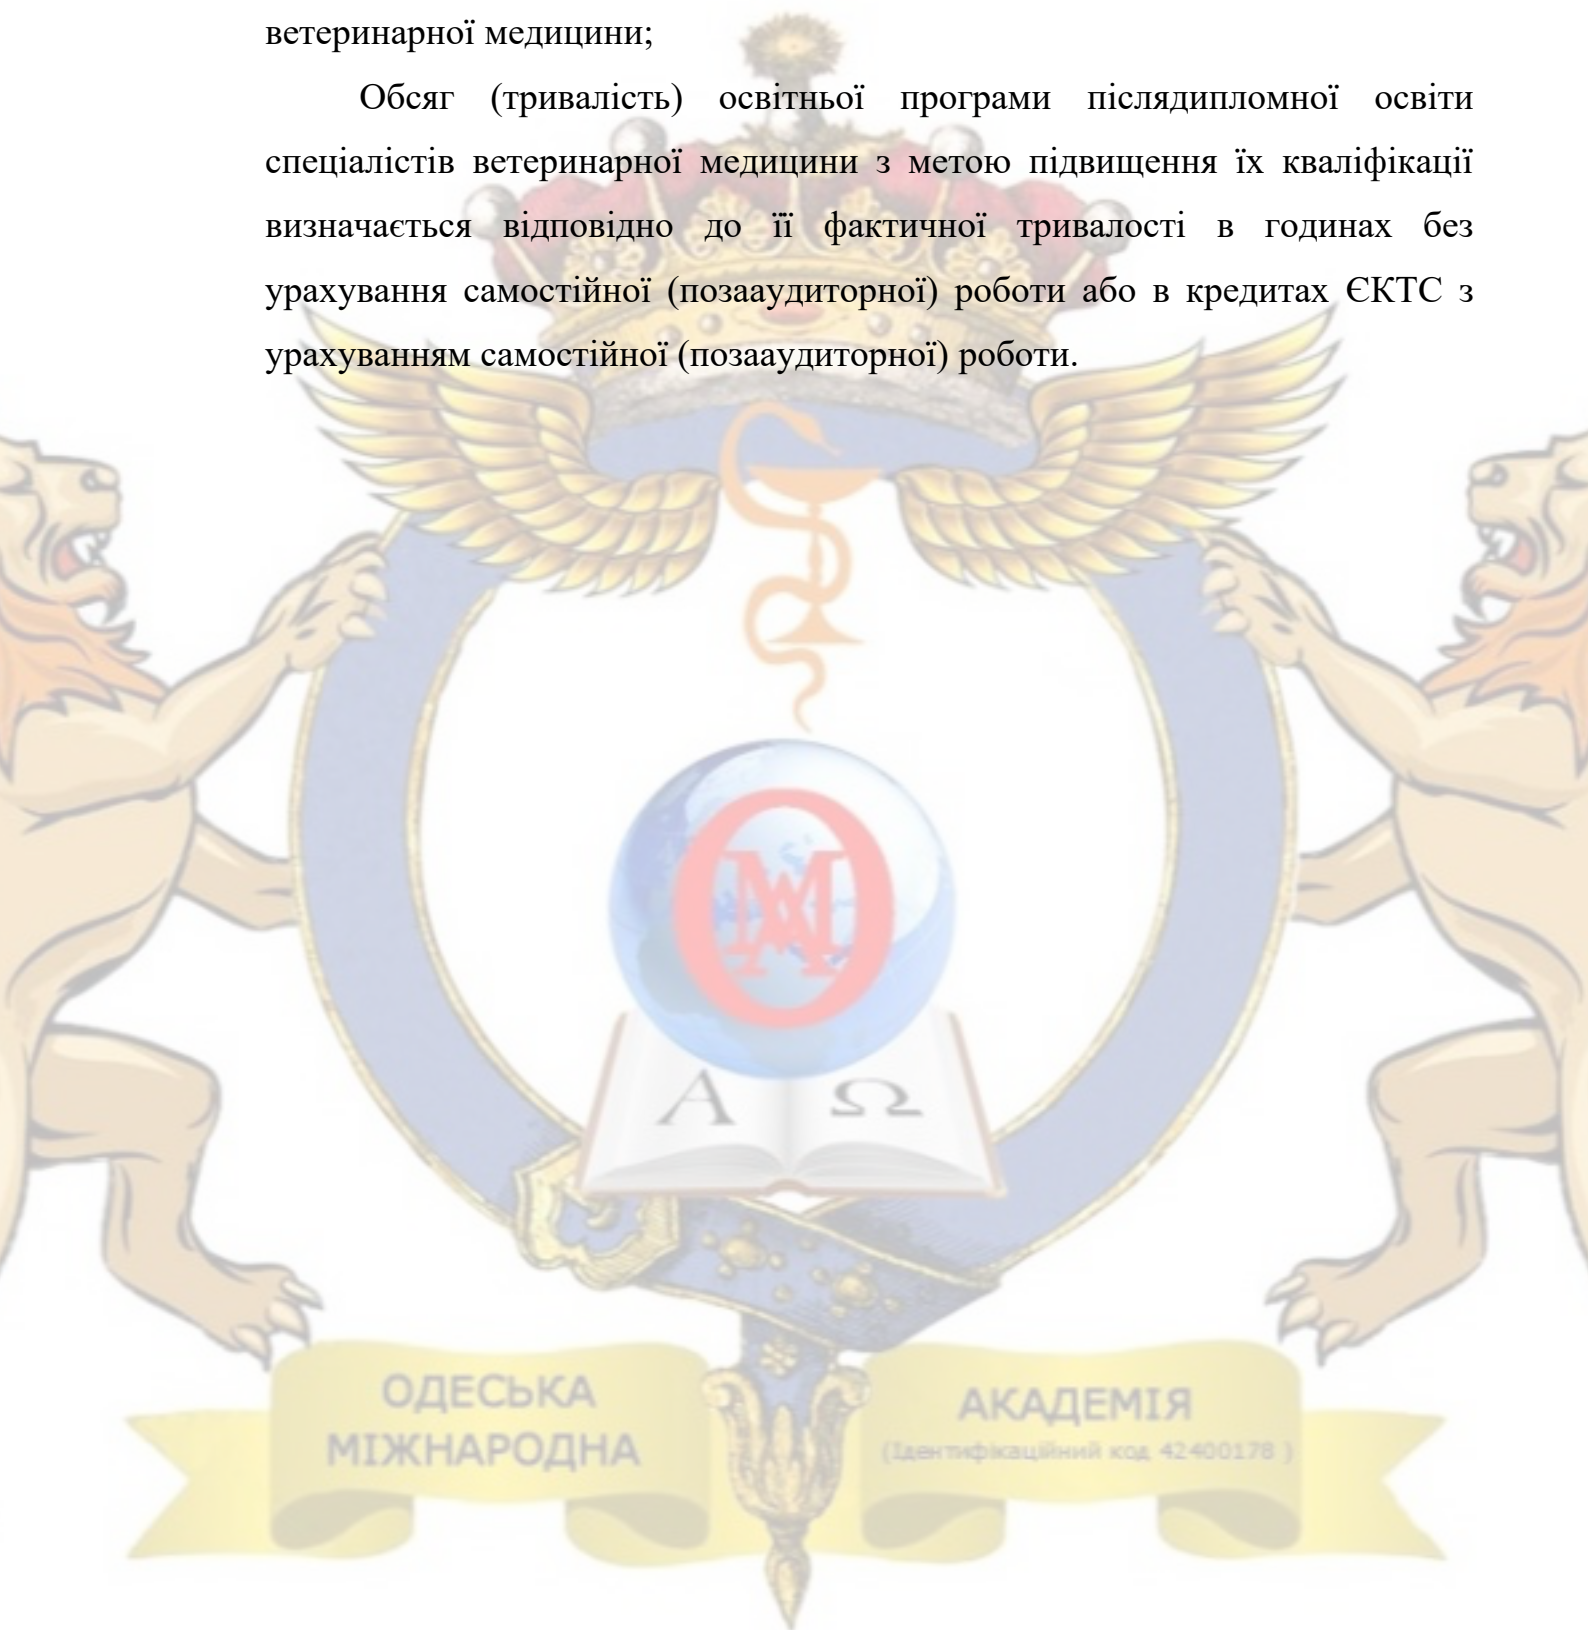 ветеринарної медицини;
Обсяг (тривалість) освітньої програми післядипломної освіти
спеціалістів ветеринарної медицини з метою підвищення їх кваліфікації
визначається відповідно до її фактичної тривалості в годинах без
урахування самостійної (позааудиторної) роботи або в кредитах ЄКТС з
урахуванням самостійної (позааудиторної) роботи.
ОМА
Α Ω
ОДЕСЬКА
МІЖНАРОДНА
АКАДЕМІЯ
(Ідентифікаційний код 42400178 )